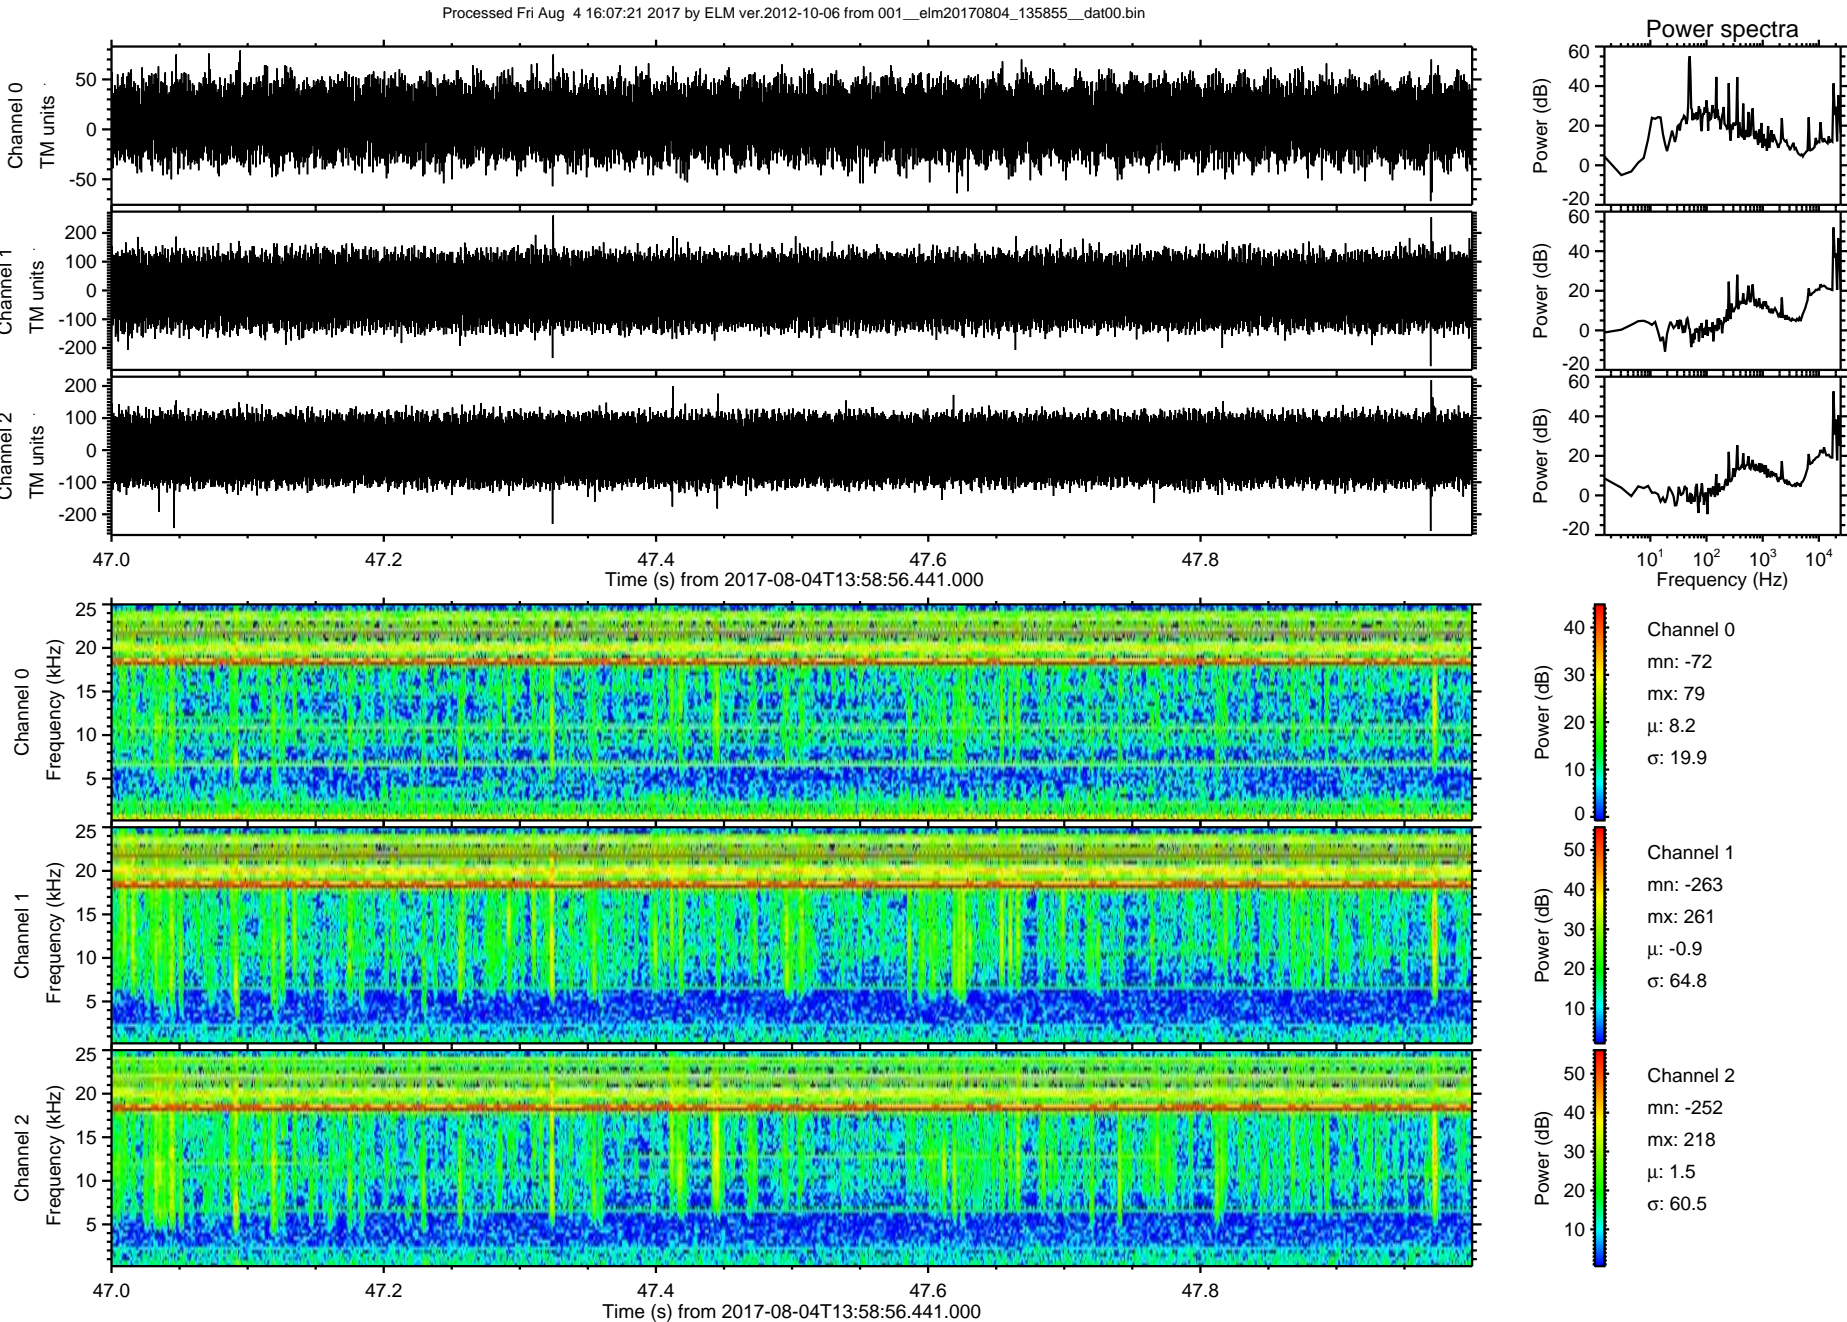 Processed Fri Aug  4 16:07:21 2017 by ELM ver.2012-10-06 from 001__elm20170804_135855__dat00.bin
Power spectra
Channel 0
TM units
50
0
-50
Power (dB)
60
40
20
0
-20
Channel 1
TM units
200
100
0
-100
-200
Power (dB)
60
40
20
0
-20
Channel 2
TM units
200
100
0
-100
-200
Power (dB)
60
40
20
0
-20
47.0 47.2 47.4 47.6 47.8
Time (s) from 2017-08-04T13:58:56.441.000
10^1 10^2 10^3 10^4
Frequency (Hz)
Channel 0
Frequency (kHz)
25
20
15
10
5
Power (dB)
40
30
20
10
0
Channel 0
mn: -72
mx: 79
μ: 8.2
σ: 19.9
Channel 1
Frequency (kHz)
25
20
15
10
5
Power (dB)
50
40
30
20
10
Channel 1
mn: -263
mx: 261
μ: -0.9
σ: 64.8
Channel 2
Frequency (kHz)
25
20
15
10
5
Power (dB)
50
40
30
20
10
Channel 2
mn: -252
mx: 218
μ: 1.5
σ: 60.5
47.0 47.2 47.4 47.6 47.8
Time (s) from 2017-08-04T13:58:56.441.000